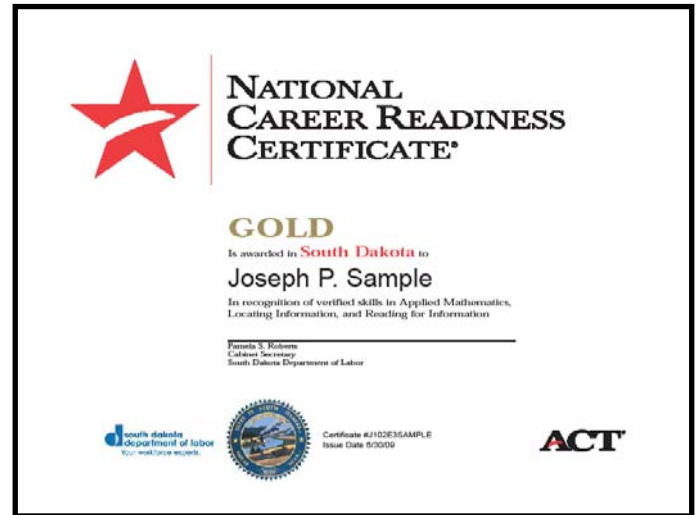 NATIONAL
CAREER READINESS
CERTIFICATE®
GOLD
Is awarded in South Dakota to
Joseph P. Sample
In recognition of verified skills in Applied Mathematics,
Locating Information, and Reading for Information
Pamela S. Roberts
Cabinet Secretary
South Dakota Department of Labor
south dakota
department of labor
Your workforce experts.
Certificate #J102E3SAMPLE
Issue Date 6/30/09
ACT